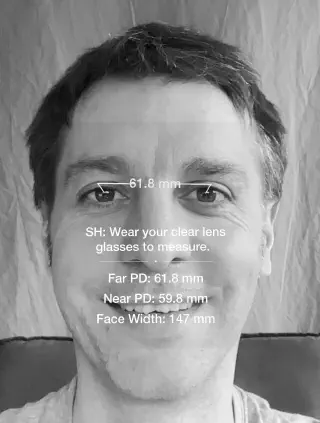 61.8 mm
SH: Wear your clear lens
glasses to measure.
Far PD: 61.8 mm
Near PD: 59.8 mm
Face Width: 147 mm